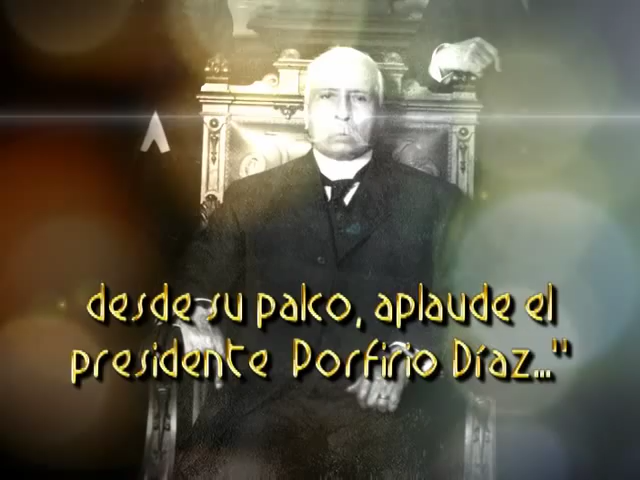 desde su palco, aplaude el
presidente Porfirio Díaz..."